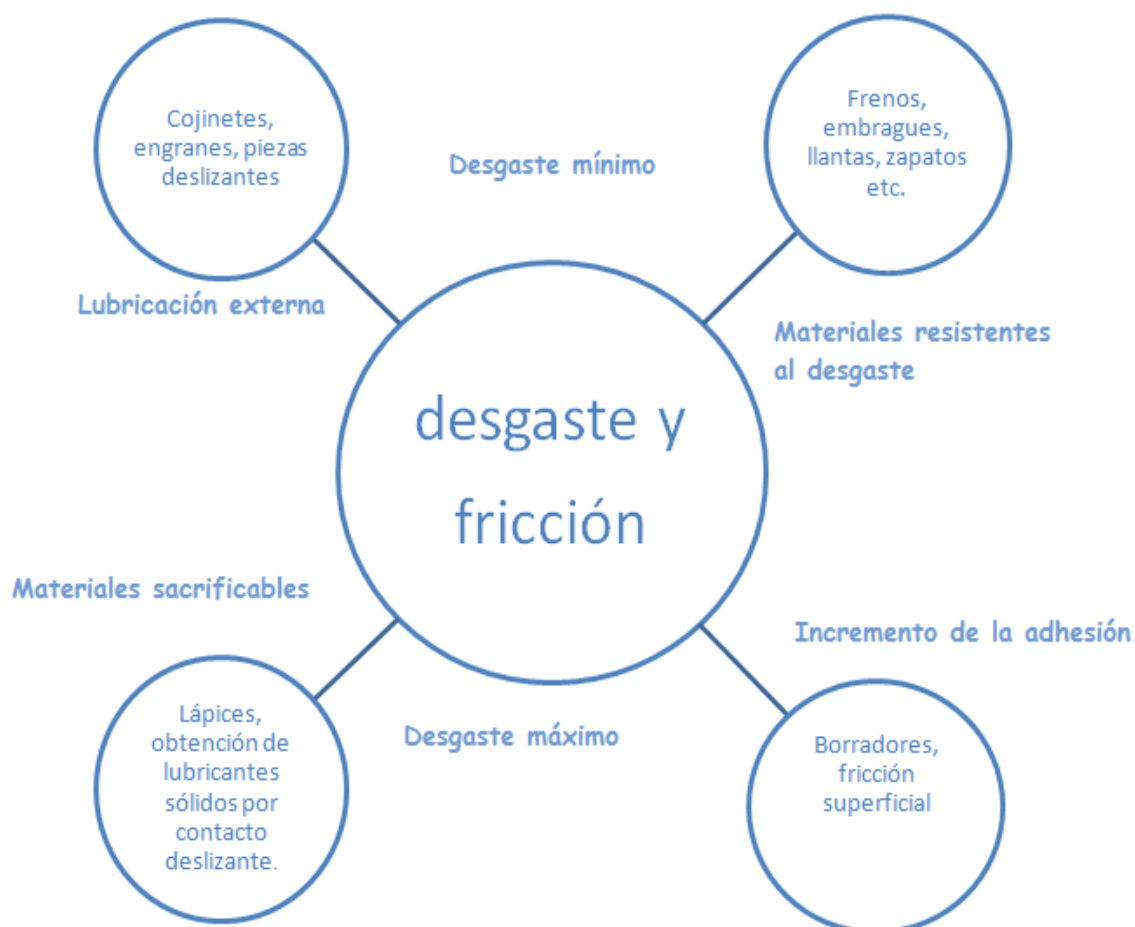 Cojinetes,
engranes, piezas
deslizantes
Desgaste mínimo
Frenos,
embragues,
llantas, zapatos
etc.
Lubricación externa
Materiales resistentes
al desgaste
desgaste y
fricción
Materiales sacrificables
Incremento de la adhesión
Lápices,
obtención de
lubricantes
sólidos por
contacto
deslizante.
Desgaste máximo
Borradores,
fricción
superficial